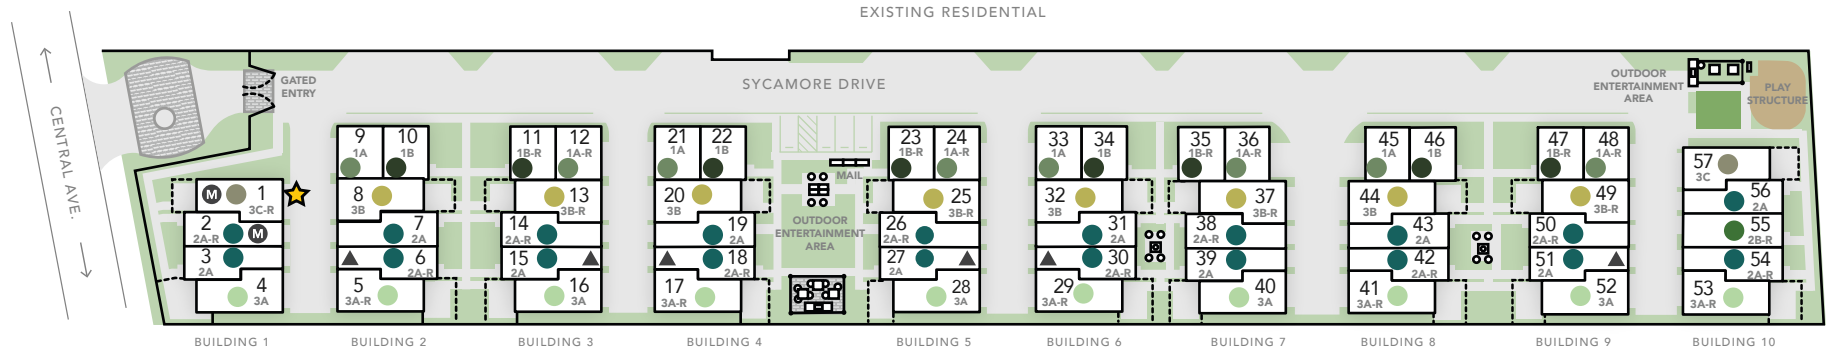 EXISTING RESIDENTIAL
CENTRAL AVE.
GATED
ENTRY
SYCAMORE DRIVE
OUTDOOR
ENTERTAINMENT
AREA
PLAY
STRUCTURE
MAIL
OUTDOOR
ENTERTAINMENT
AREA
M 1
3C-R
2
2A-R M
3
2A
4
3A
9
1A
10
1B
8
3B
7
2A
6
2A-R
5
3A-R
11
1B-R
12
1A-R
13
3B-R
14
2A-R
15
2A
16
3A
21
1A
22
1B
20
3B
19
2A
18
2A-R
17
3A-R
23
1B-R
24
1A-R
25
3B-R
26
2A-R
27
2A
28
3A
33
1A
34
1B
32
3B
31
2A
30
2A-R
29
3A-R
35
1B-R
36
1A-R
37
3B-R
38
2A-R
39
2A
40
3A
45
1A
46
1B
44
3B
43
2A
42
2A-R
41
3A-R
47
1B-R
48
1A-R
49
3B-R
50
2A-R
51
2A
52
3A
57
3C
56
2A
55
2B-R
54
2A-R
53
3A-R
BUILDING 1
BUILDING 2
BUILDING 3
BUILDING 4
BUILDING 5
BUILDING 6
BUILDING 7
BUILDING 8
BUILDING 9
BUILDING 10